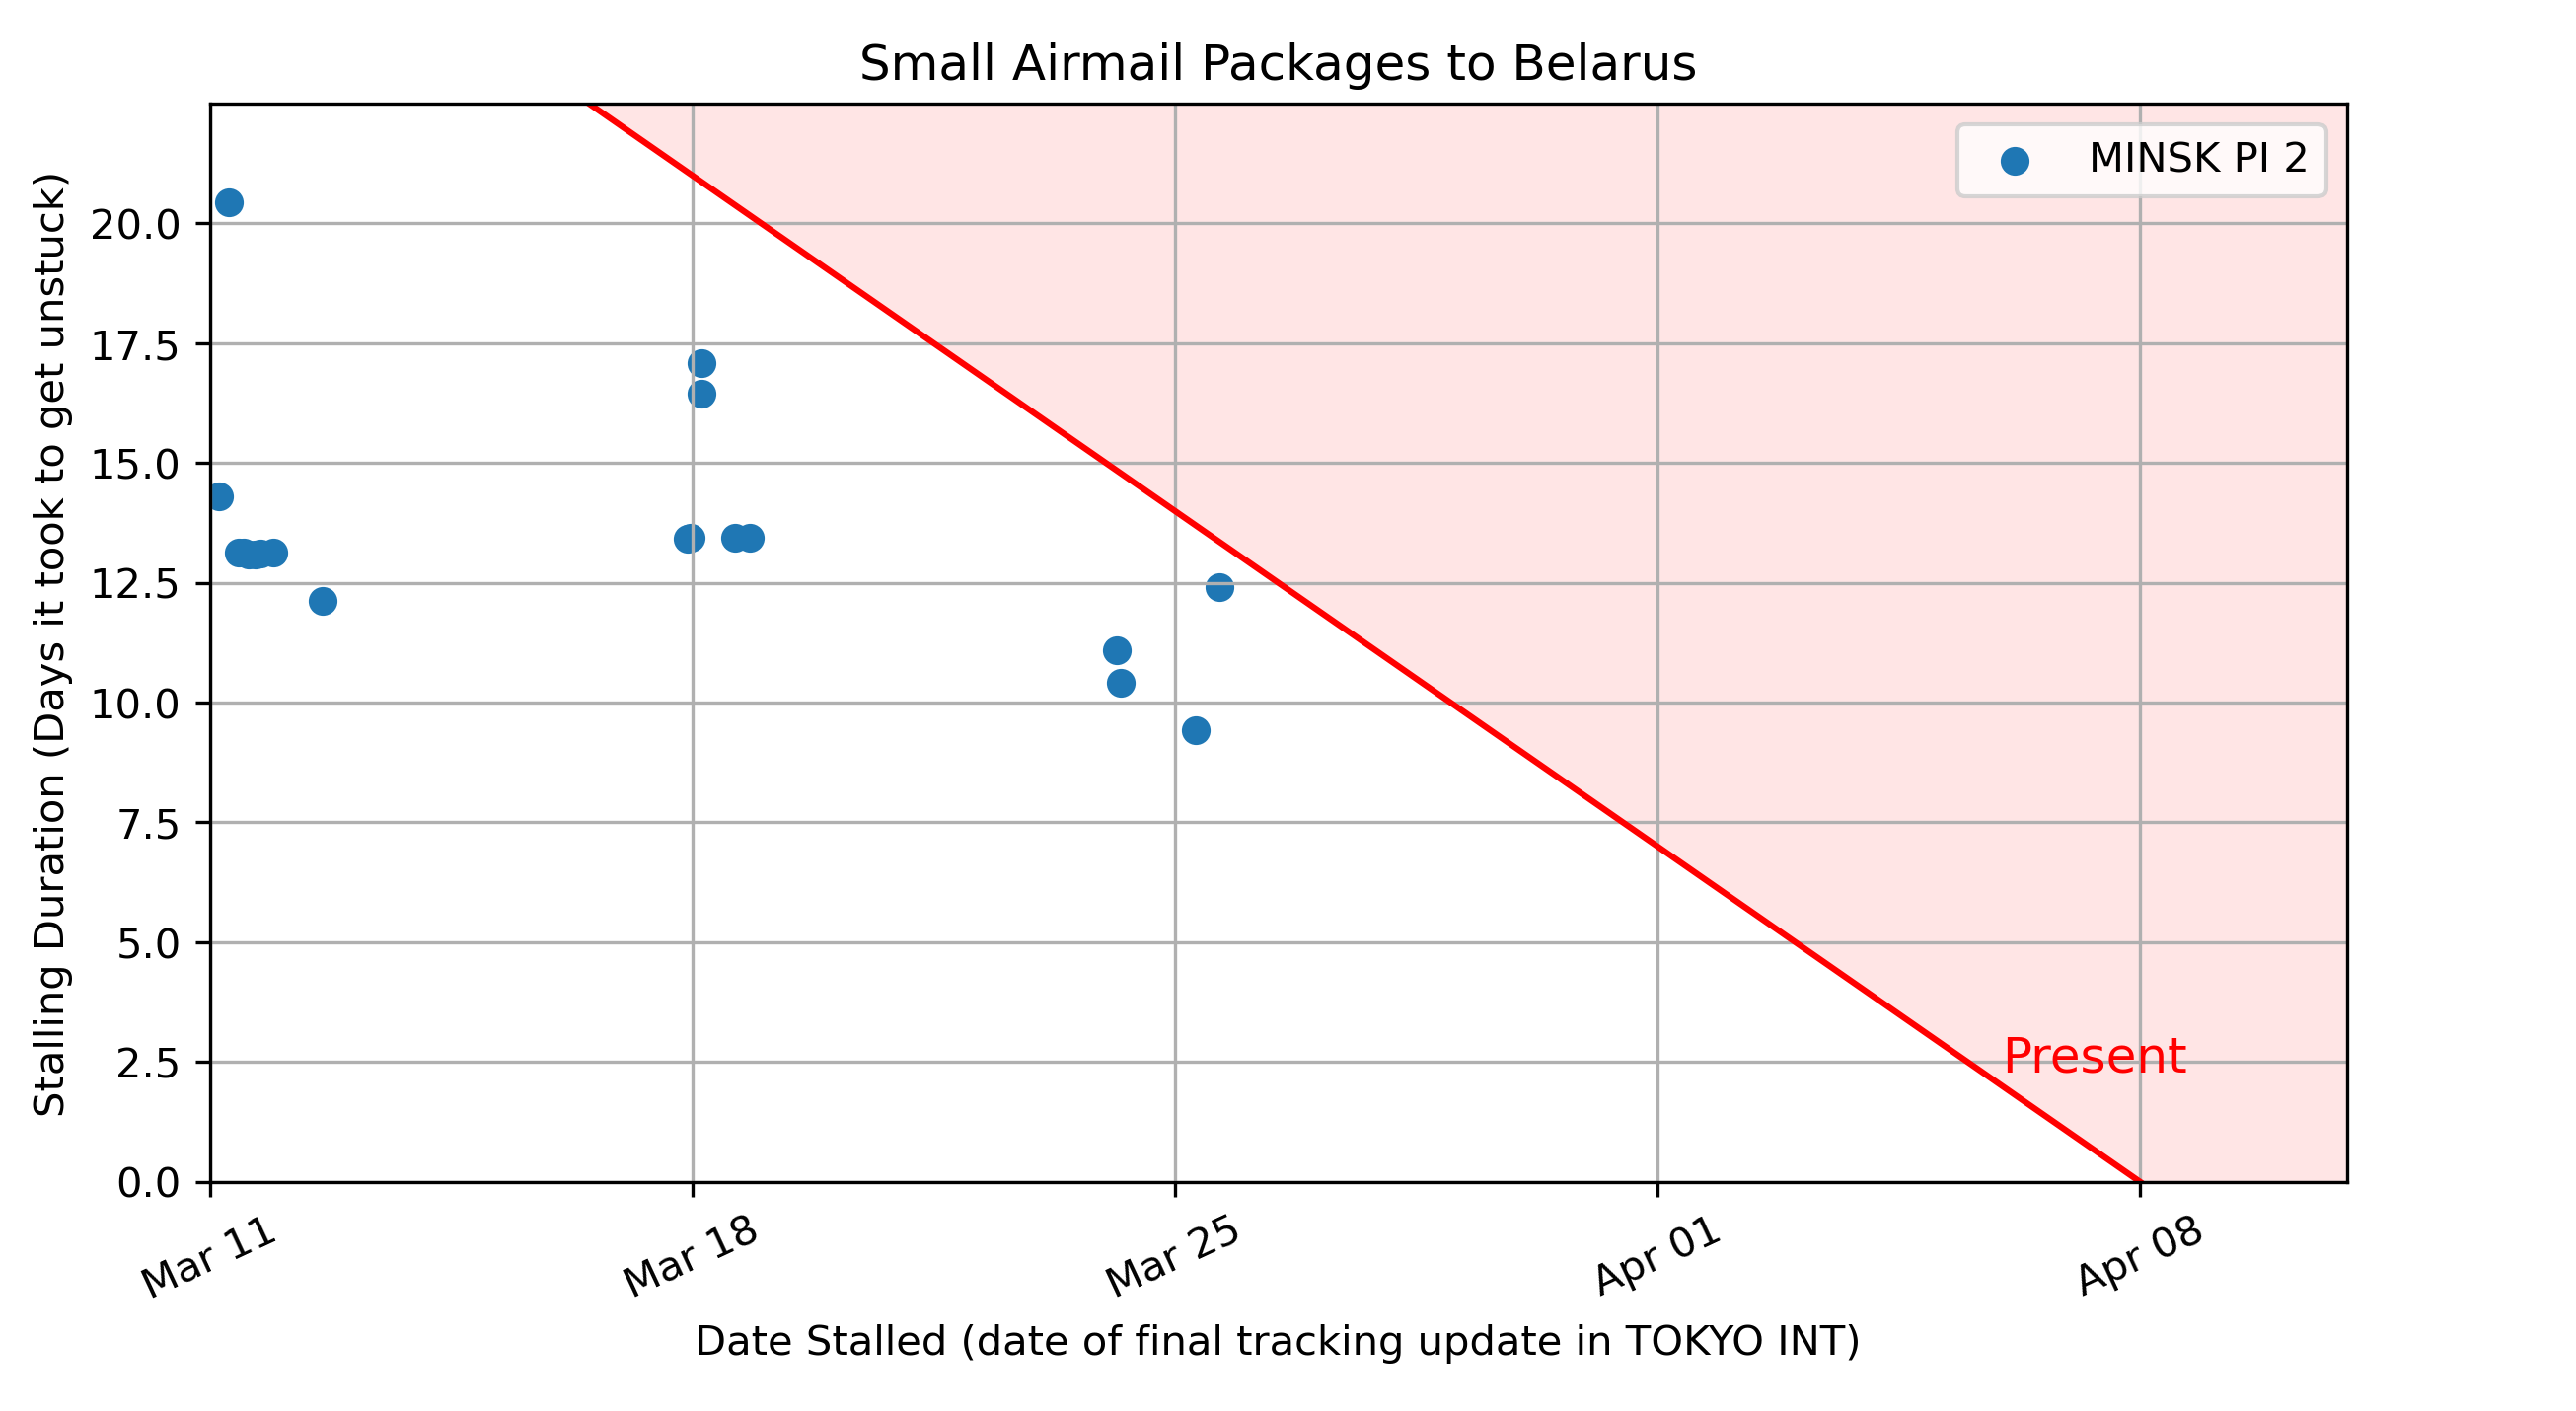 Small Airmail Packages to Belarus
MINSK PI 2
Stalling Duration (Days it took to get unstuck)
20.0
17.5
15.0
12.5
10.0
7.5
5.0
2.5
0.0
Present
Mar 11
Mar 18
Mar 25
Apr 01
Apr 08
Date Stalled (date of final tracking update in TOKYO INT)